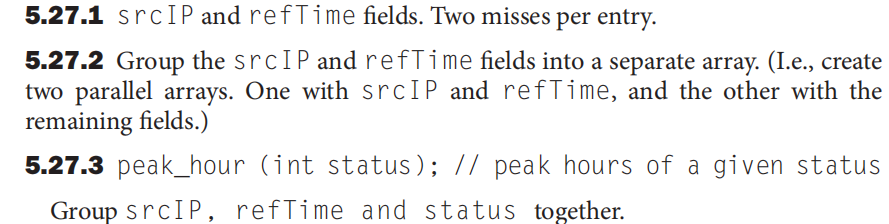 5.27.1 srcIP and refTime fields. Two misses per entry.
5.27.2 Group the srcIP and refTime fields into a separate array. (I.e., create
two parallel arrays. One with srcIP and refTime, and the other with the
remaining fields.)
5.27.3 peak_hour (int status); // peak hours of a given status
Group srcIP, refTime and status together.